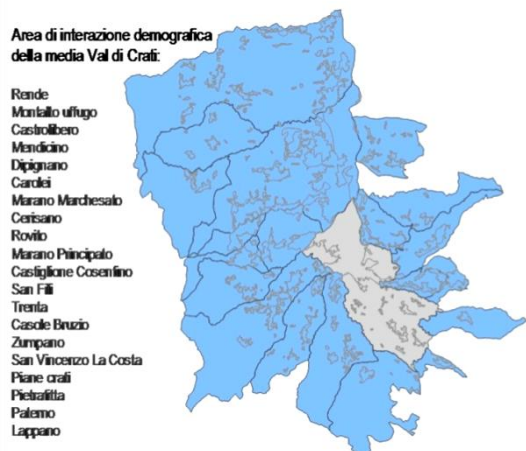 Area di interazione demografica
della media Val di Crati:
Rende
Montalto uffugo
Castrolibero
Mendicino
Dipignano
Carolei
Marano Marchesato
Cerisano
Rovito
Marano Principato
Castiglione Cosentino
San Fili
Trenta
Casole Bruzio
Zumpano
San Vincenzo La Costa
Piane crati
Pietrafitta
Paterno
Lappano